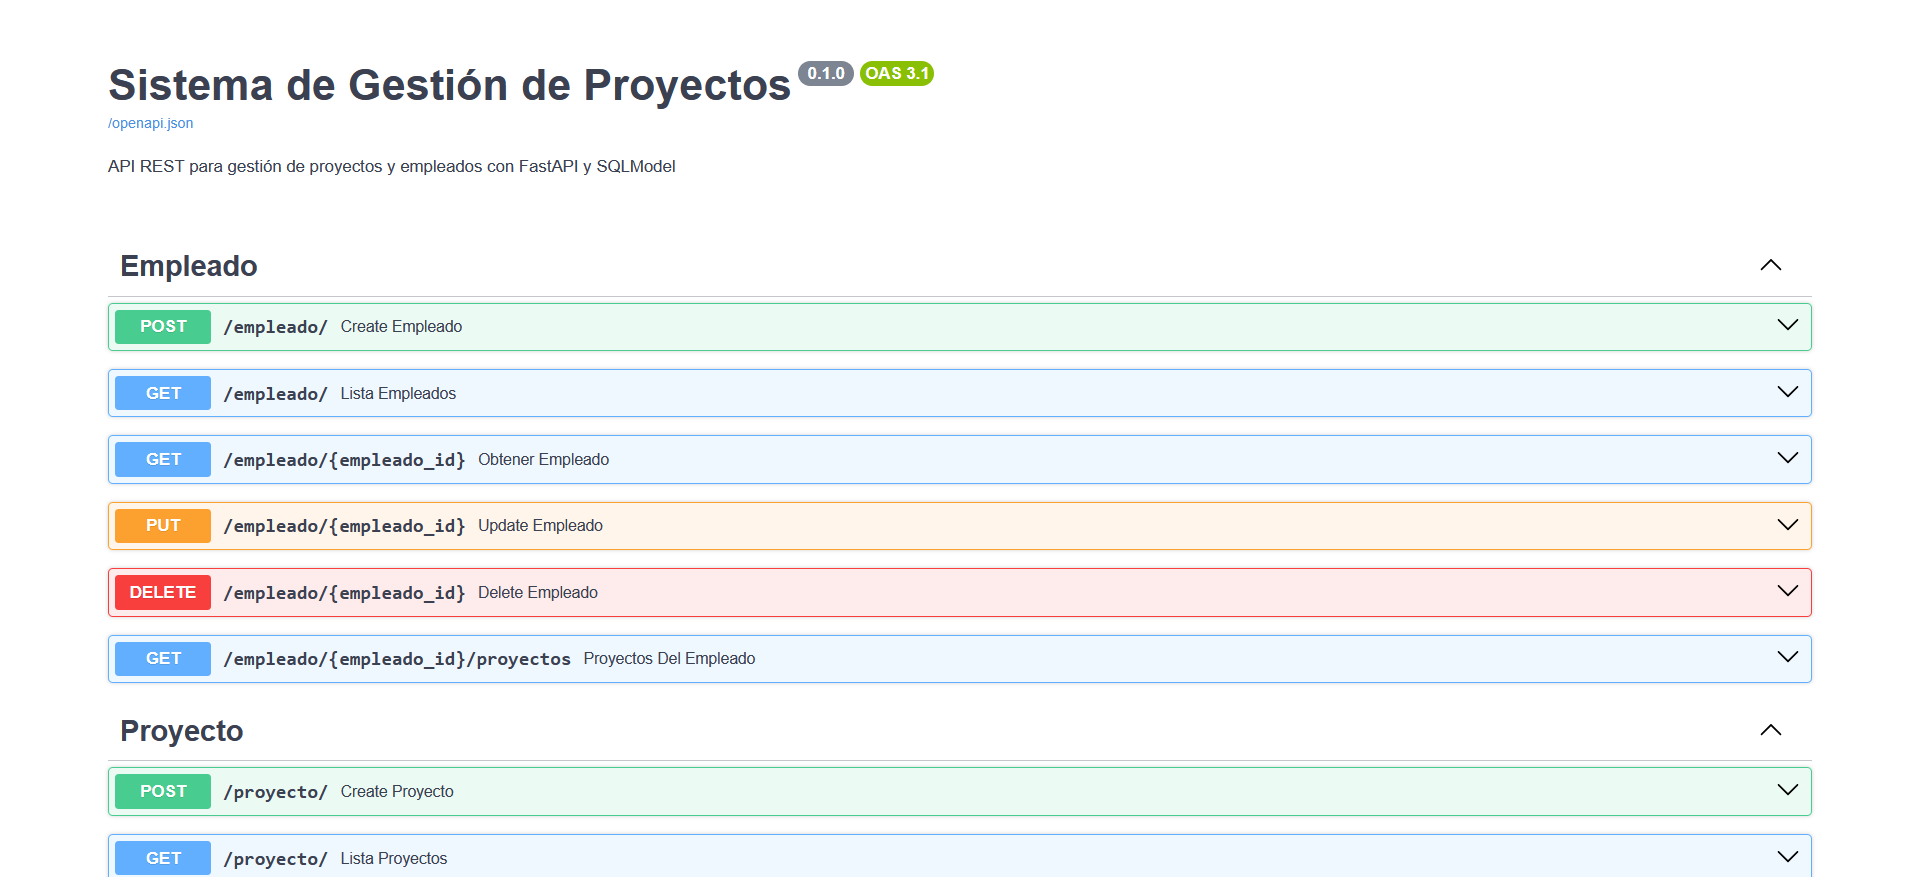 Sistema de Gestión de Proyectos 0.1.0 OAS 3.1
/openapi.json
API REST para gestión de proyectos y empleados con FastAPI y SQLModel
Empleado
POST /empleado/ Create Empleado
GET /empleado/ Lista Empleados
GET /empleado/{empleado_id} Obtener Empleado
PUT /empleado/{empleado_id} Update Empleado
DELETE /empleado/{empleado_id} Delete Empleado
GET /empleado/{empleado_id}/proyectos Proyectos Del Empleado
Proyecto
POST /proyecto/ Create Proyecto
GET /proyecto/ Lista Proyectos